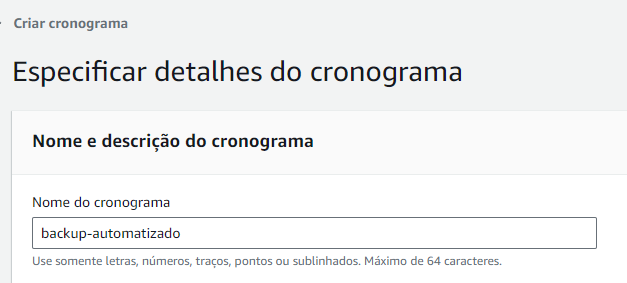 Criar cronograma
Especificar detalhes do cronograma
Nome e descrição do cronograma
Nome do cronograma
backup-automatizado
Use somente letras, números, traços, pontos ou sublinhados. Máximo de 64 caracteres.